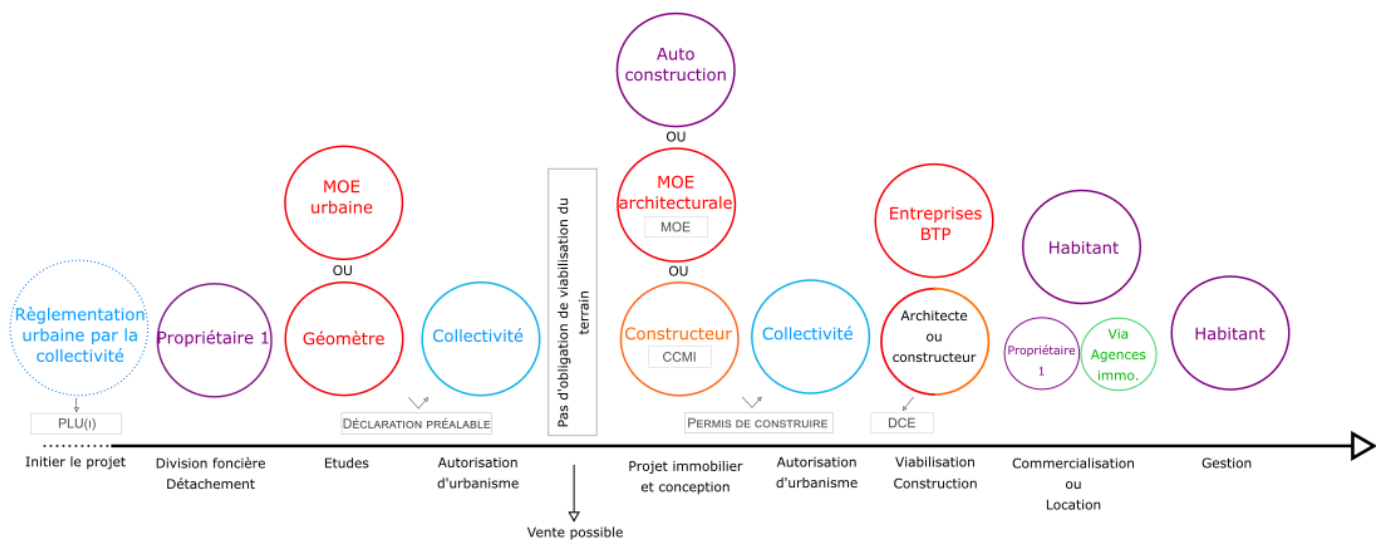 Auto
construction
OU
MOE
urbaine
OU
Pas d'obligation de viabilisation du
terrain
MOE
architecturale
MOE
OU
Entreprises
BTP
Habitant
Règlementation
urbaine par la
collectivité
Propriétaire 1
Géomètre
Collectivité
Constructeur
CCMI
Collectivité
Architecte
ou
constructeur
Propriétaire
1
Via
Agences
immo.
Habitant
PLU(I)
DÉCLARATION PRÉALABLE
PERMIS DE CONSTRUIRE
DCE
Initier le projet
Division foncière
Détachement
Etudes
Autorisation
d'urbanisme
Projet immobilier
et conception
Autorisation
d'urbanisme
Viabilisation
Construction
Commercialisation
ou
Location
Gestion
Vente possible